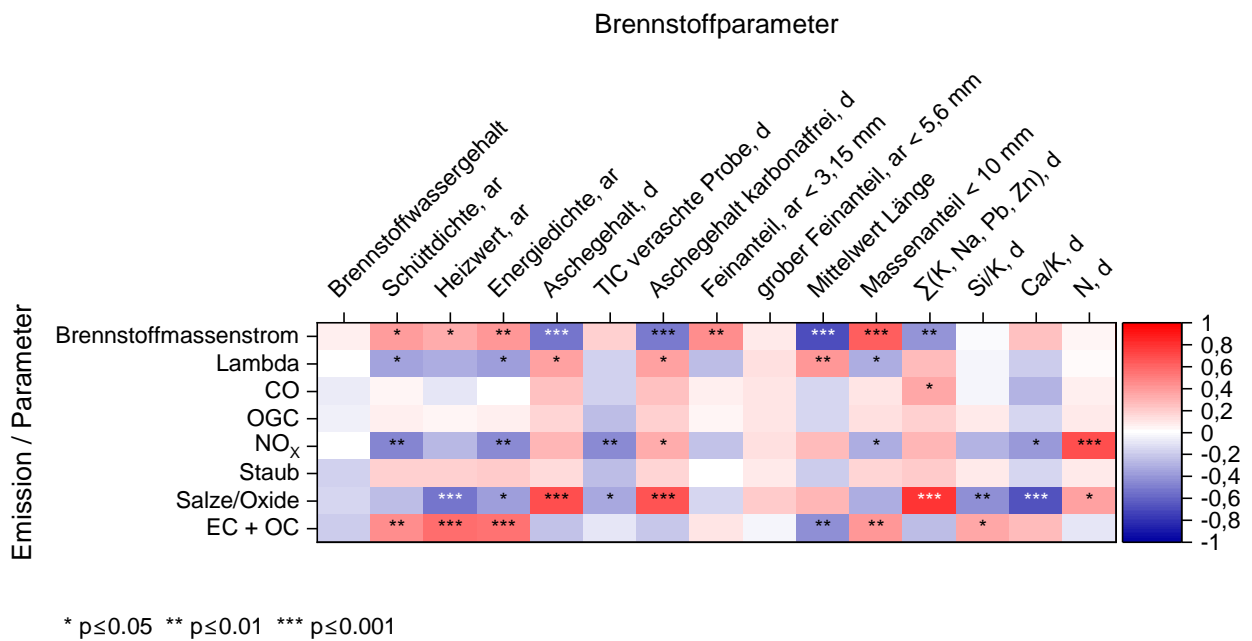 Brennstoffparameter
Brennstoffwassergehalt
Schüttdichte, ar
Heizwert, ar
Energiedichte, ar
Aschegehalt, d
TIC verasche Probe, d
Aschegehalt karbonatfrei, d
Feinanteil, ar < 3,15 mm
grober Feinanteil, ar < 5,6 mm
Mittelwert Länge
Massenanteil < 10 mm
Σ(K, Na, Pb, Zn), d
Si/K, d
Ca/K, d
N, d
Emission / Parameter
Brennstoffmassenstrom * * ** *** *** ** *** *** **
Lambda * * * * ** *
CO *
OGC
NOX ** ** ** * * * ***
Staub
Salze/Oxide *** * *** * *** *** ** *** *
EC + OC ** *** *** ** ** *
1
0,8
0,6
0,4
0,2
0
-0,2
-0,4
-0,6
-0,8
-1
* p≤0.05 ** p≤0.01 *** p≤0.001